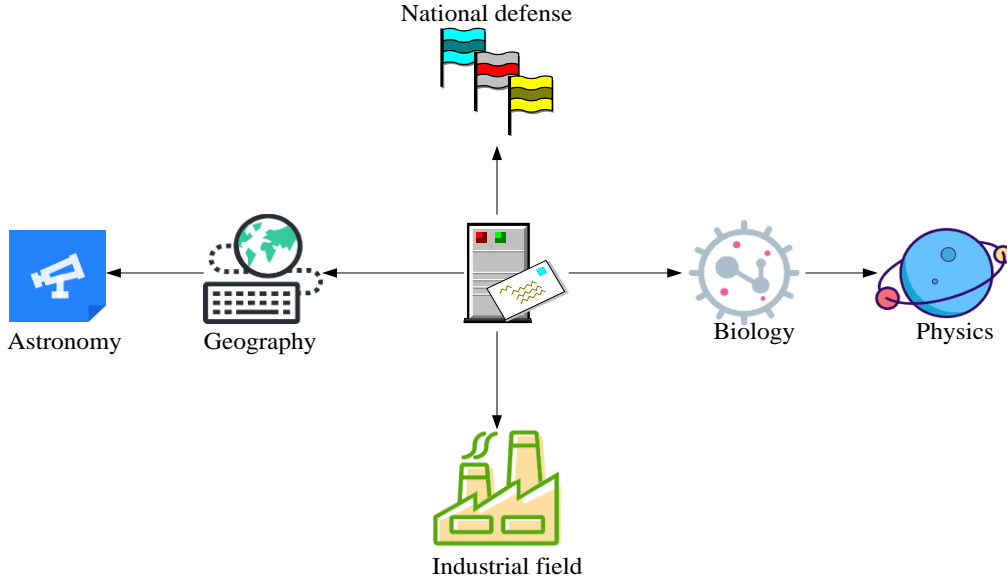 National defense
Astronomy
Geography
Biology
Physics
Industrial field